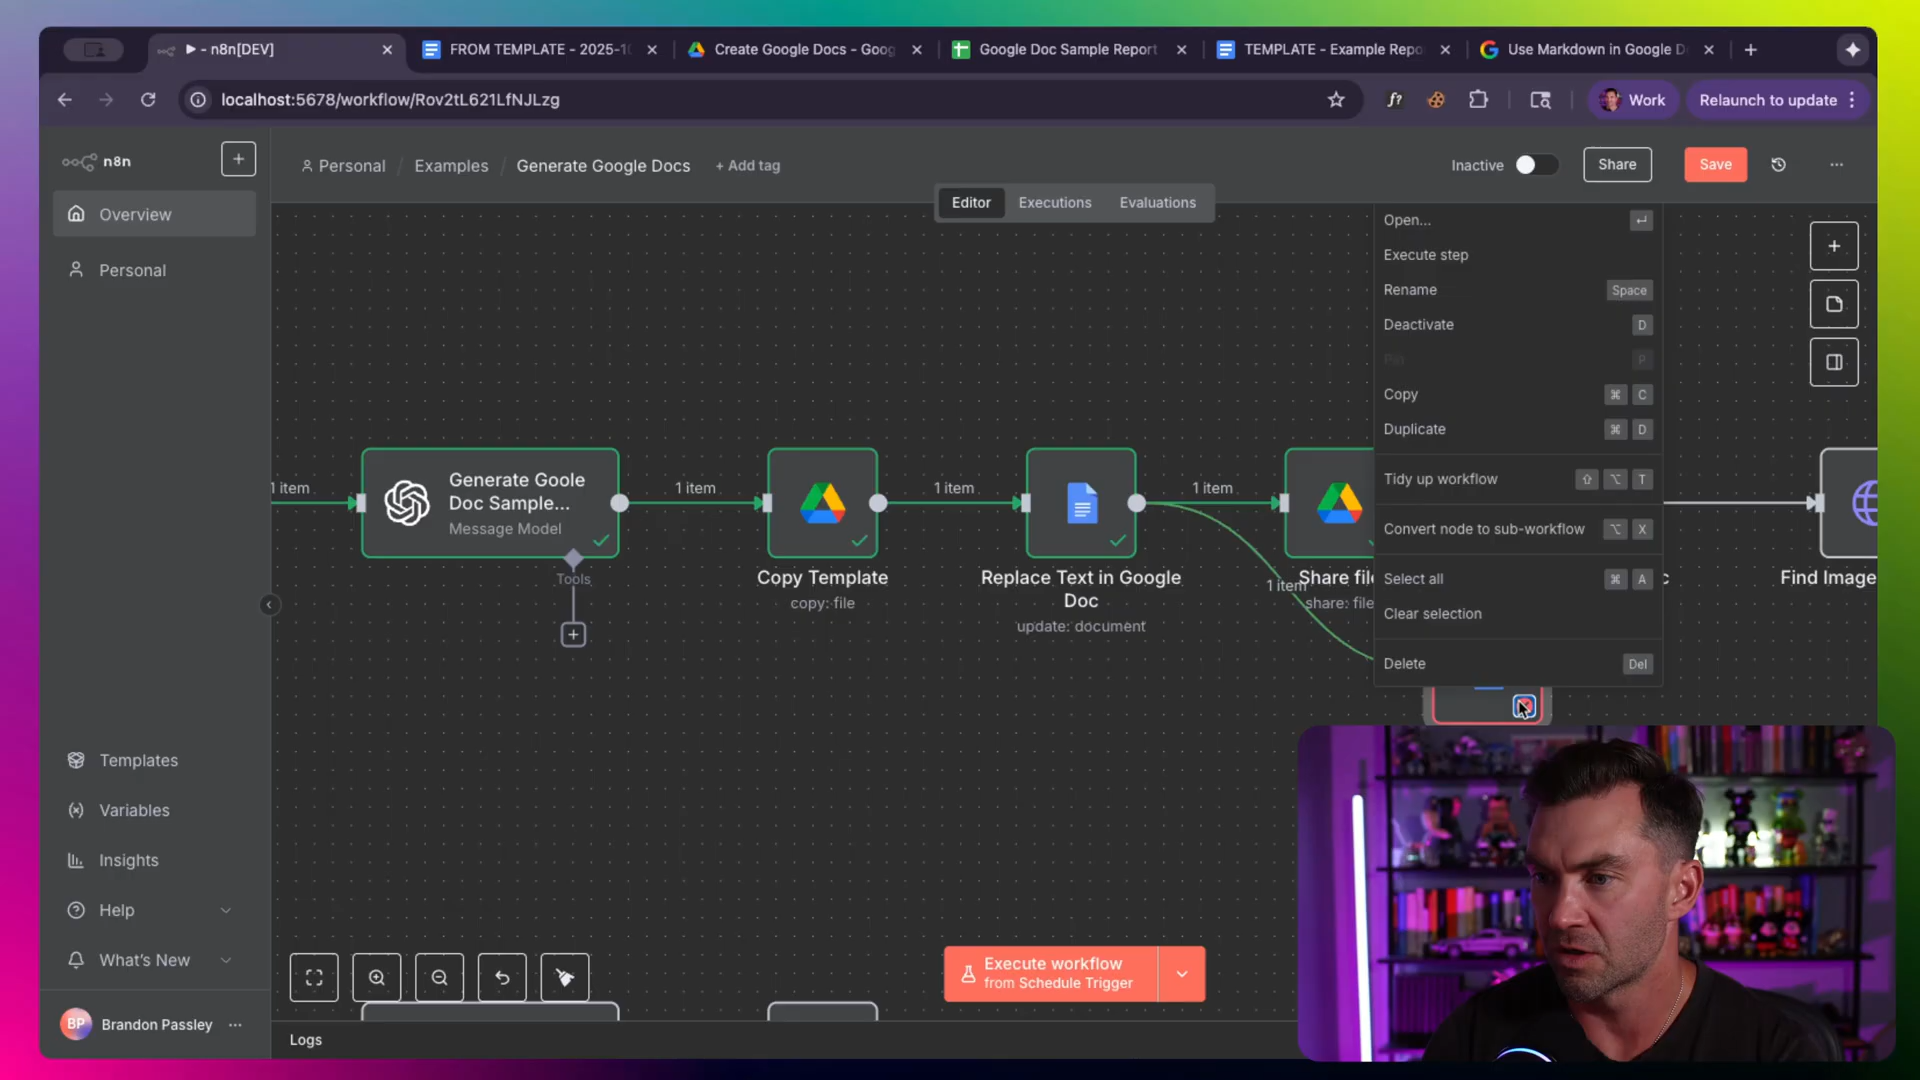 ▶ - n8n[DEV]
FROM TEMPLATE - 2025-1
Create Google Docs - Goog
Google Doc Sample Report
TEMPLATE - Example Repo
Use Markdown in Google D
localhost:5678/workflow/Rov2tL621LfNJLzg
f?
Work
Relaunch to update
n8n
Personal / Examples / Generate Google Docs
+ Add tag
Inactive
Share
Save
Editor
Executions
Evaluations
Overview
Personal
Open...
Execute step
Rename
Space
Deactivate
D
Pin
P
Copy
⌘ C
Duplicate
⌘ D
Tidy up workflow
⇧ ⌥ T
Convert node to sub-workflow
⌥ X
Select all
⌘ A
Clear selection
Delete
Del
1 item
Generate Goole
Doc Sample...
Message Model
Tools
1 item
Copy Template
copy: file
1 item
Replace Text in Google
Doc
update: document
1 item
1 item
Share file
share: file
c
Find Image
Templates
Variables
Insights
Help
What's New
BP
Brandon Passley
Execute workflow
from Schedule Trigger
Logs